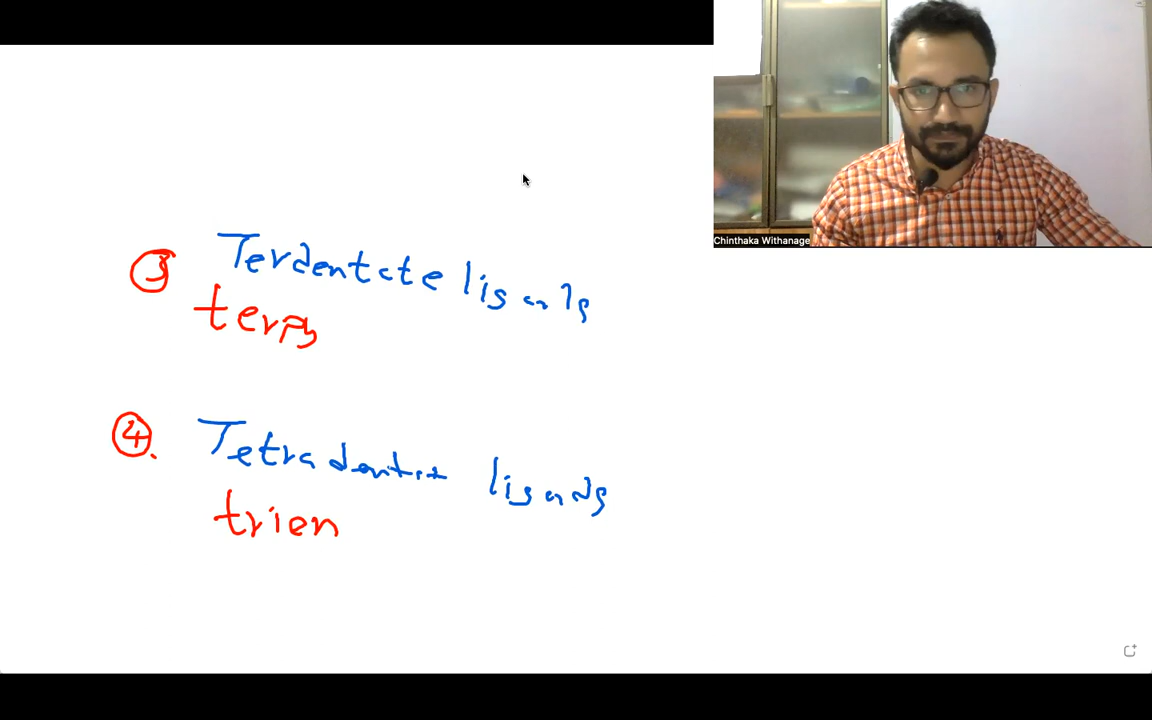 Chinthaka Withanage
③ Terdentate ligands
terpy
④. Tetradentate ligands
trien